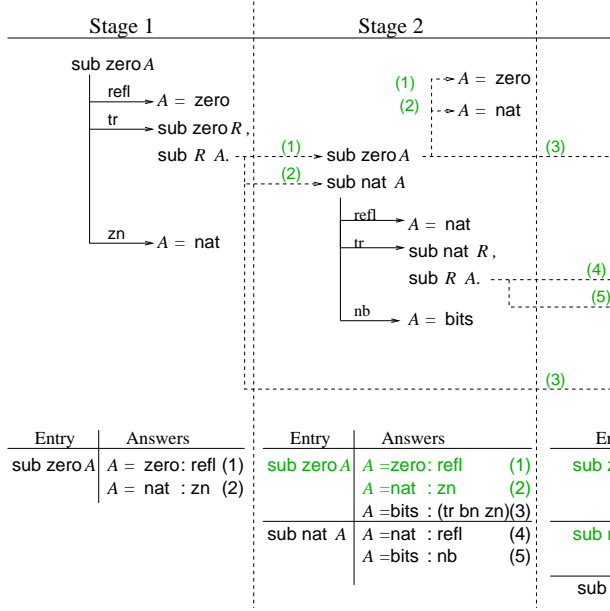 Stage 1
Stage 2
sub zero A
refl
A = zero
tr
sub zero R ,
sub R A.
zn
A = nat
(1)
(2)
sub zero A
sub nat A
(1)
(2)
A = zero
A = nat
(3)
refl
A = nat
tr
sub nat R ,
sub R A.
(4)
(5)
nb
A = bits
(3)
Entry Answers
sub zero A A = zero: refl (1)
A = nat : zn (2)
Entry Answers
sub zero A A =zero: refl (1)
A =nat : zn (2)
A =bits : (tr bn zn)(3)
sub nat A A =nat : refl (4)
A =bits : nb (5)
sub